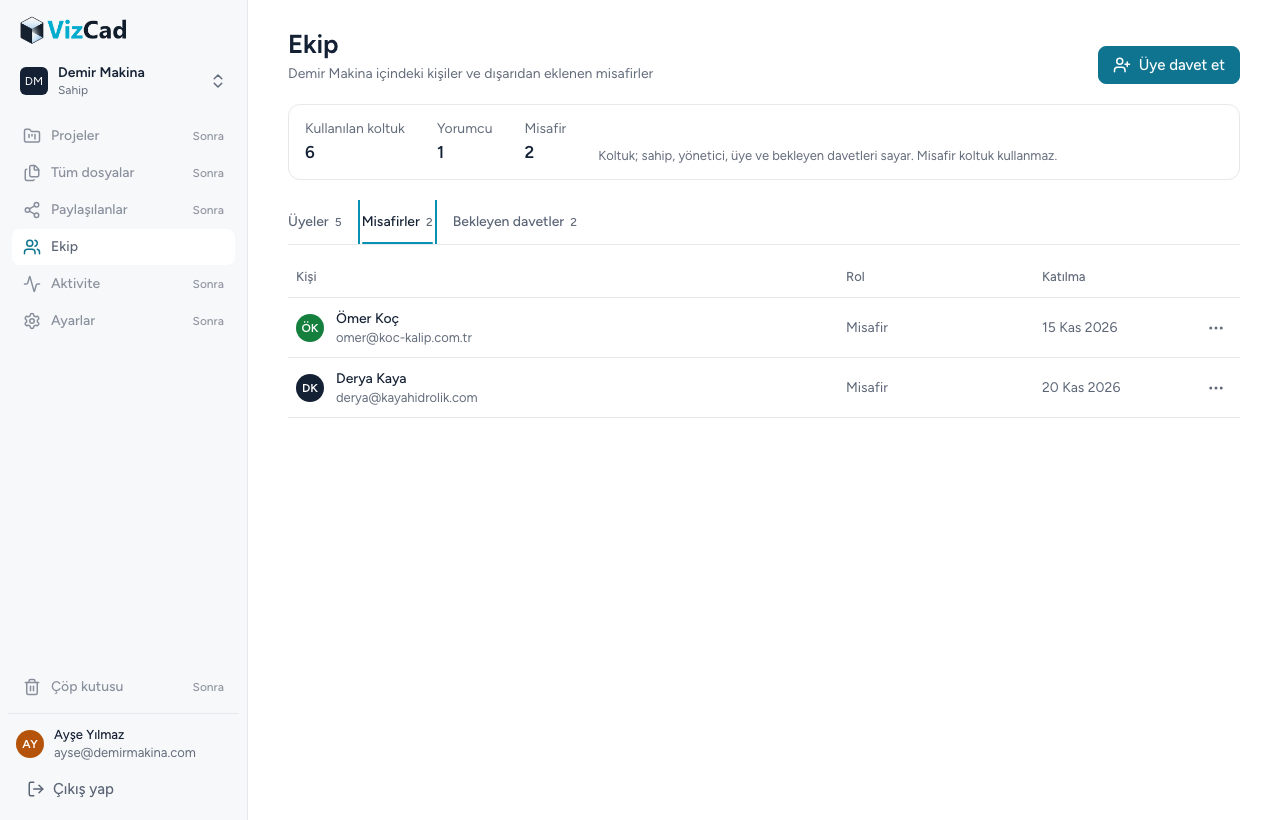 VizCad
DM
Demir Makina
Sahip
Projeler Sonra
Tüm dosyalar Sonra
Paylaşılanlar Sonra
Ekip
Aktivite Sonra
Ayarlar Sonra
Çöp kutusu Sonra
AY
Ayşe Yılmaz
ayse@demirmakina.com
Çıkış yap
Ekip
Demir Makina içindeki kişiler ve dışarıdan eklenen misafirler
Üye davet et
Kullanılan koltuk Yorumcu Misafir
6 1 2
Koltuk; sahip, yönetici, üye ve bekleyen davetleri sayar. Misafir koltuk kullanmaz.
Üyeler 5 Misafirler 2 Bekleyen davetler 2
Kişi Rol Katılma
ÖK
Ömer Koç
omer@koc-kalip.com.tr
Misafir 15 Kas 2026
DK
Derya Kaya
derya@kayahidrolik.com
Misafir 20 Kas 2026